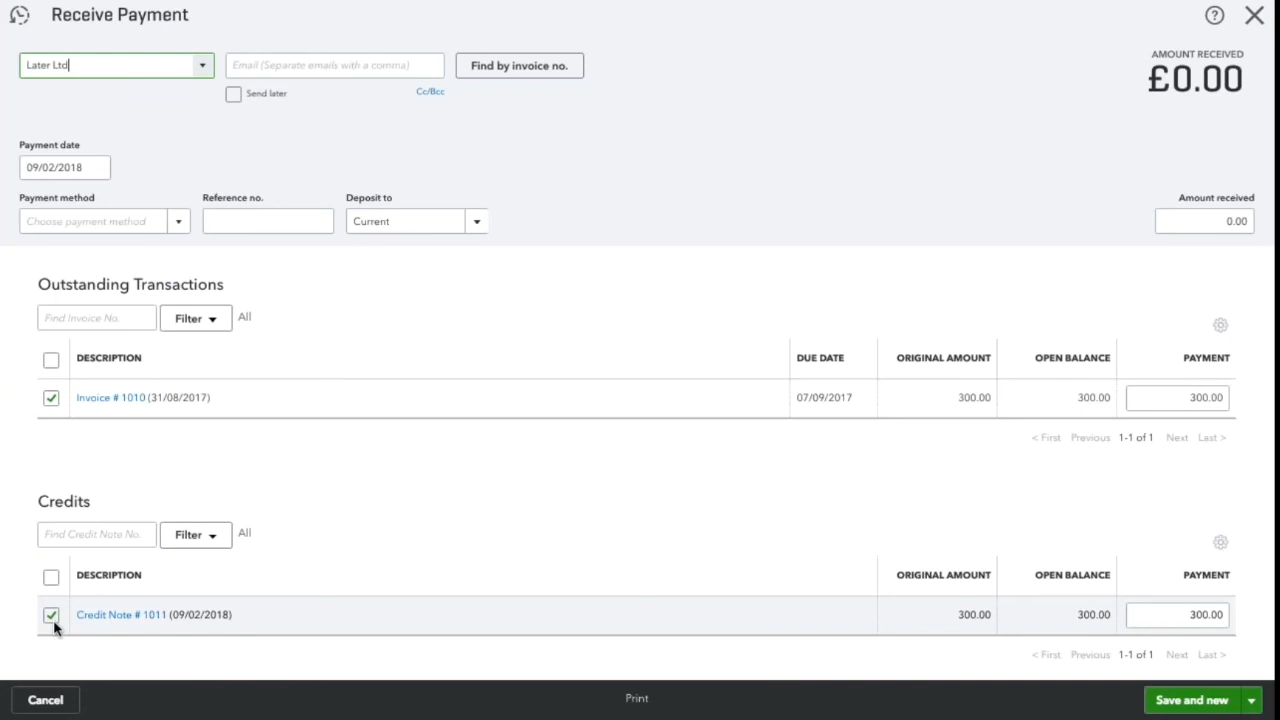 Receive Payment
AMOUNT RECEIVED
£0.00
Later Ltd
Email (Separate emails with a comma)
Find by invoice no.
Send later
Cc/Bcc
Payment date
09/02/2018
Payment method
Reference no.
Deposit to
Amount received
Choose payment method
Current
0.00
Outstanding Transactions
Find Invoice No.
Filter
All
DESCRIPTION
DUE DATE
ORIGINAL AMOUNT
OPEN BALANCE
PAYMENT
Invoice # 1010 (31/08/2017)
07/09/2017
300.00
300.00
300.00
< First Previous 1-1 of 1 Next Last >
Credits
Find Credit Note No.
Filter
All
DESCRIPTION
ORIGINAL AMOUNT
OPEN BALANCE
PAYMENT
Credit Note # 1011 (09/02/2018)
300.00
300.00
300.00
< First Previous 1-1 of 1 Next Last >
Cancel
Print
Save and new